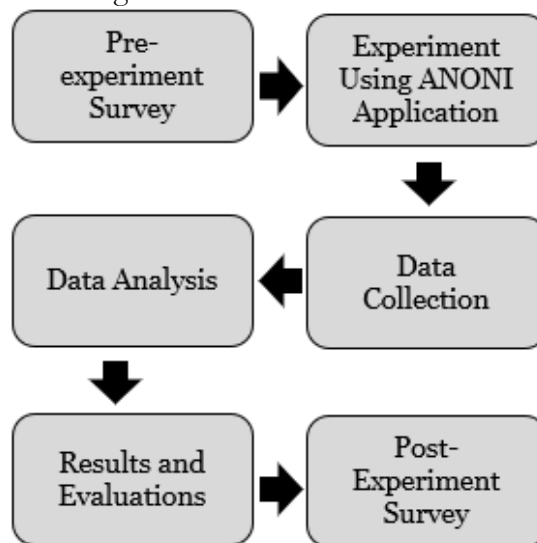 Pre-
experiment
Survey
Experiment
Using ANONI
Application
Data Analysis
Data
Collection
Results and
Evaluations
Post-
Experiment
Survey